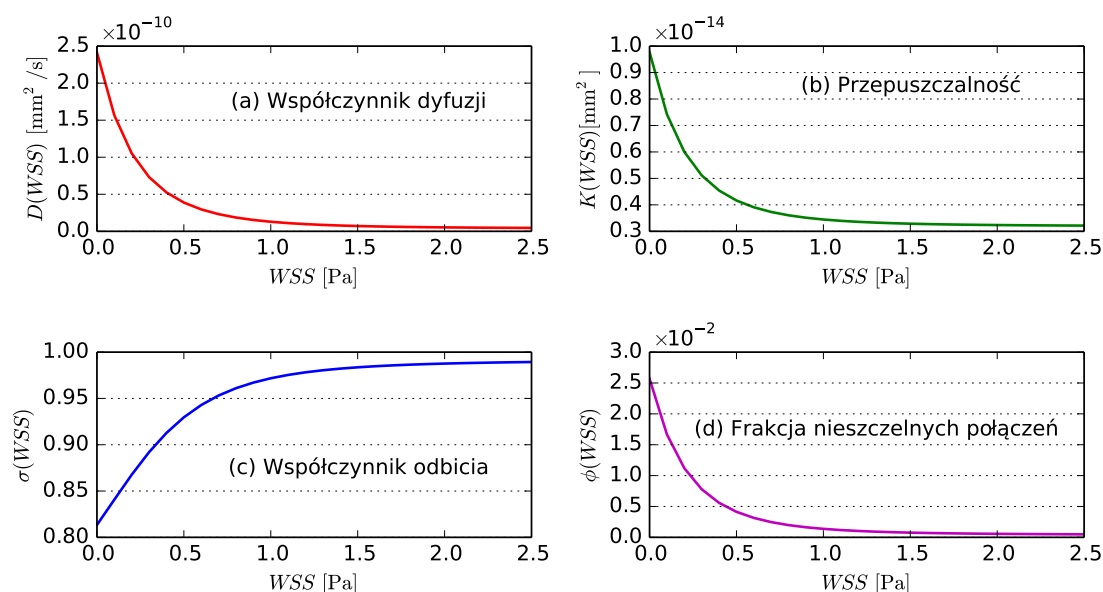 ×10⁻¹⁰
2.5
2.0
1.5
1.0
0.5
0.0
D(WSS) [mm² /s]
(a) Współczynnik dyfuzji
0.0 0.5 1.0 1.5 2.0 2.5
WSS [Pa]
×10⁻¹⁴
1.0
0.9
0.8
0.7
0.6
0.5
0.4
0.3
K(WSS)[mm² ]
(b) Przepuszczalność
0.0 0.5 1.0 1.5 2.0 2.5
WSS [Pa]
1.00
0.95
0.90
0.85
0.80
σ(WSS)
(c) Współczynnik odbicia
0.0 0.5 1.0 1.5 2.0 2.5
WSS [Pa]
×10⁻²
3.0
2.5
2.0
1.5
1.0
0.5
0.0
ϕ(WSS)
(d) Frakcja nieszczelnych połączeń
0.0 0.5 1.0 1.5 2.0 2.5
WSS [Pa]